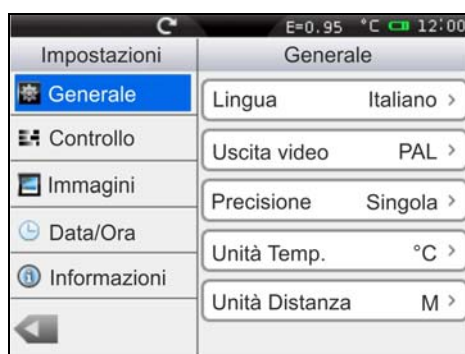 E=0.95 °C 12:00
Impostazioni
Generale
Controllo
Immagini
Data/Ora
Informazioni
Generale
Lingua Italiano >
Uscita video PAL >
Precisione Singola >
Unità Temp. °C >
Unità Distanza M >